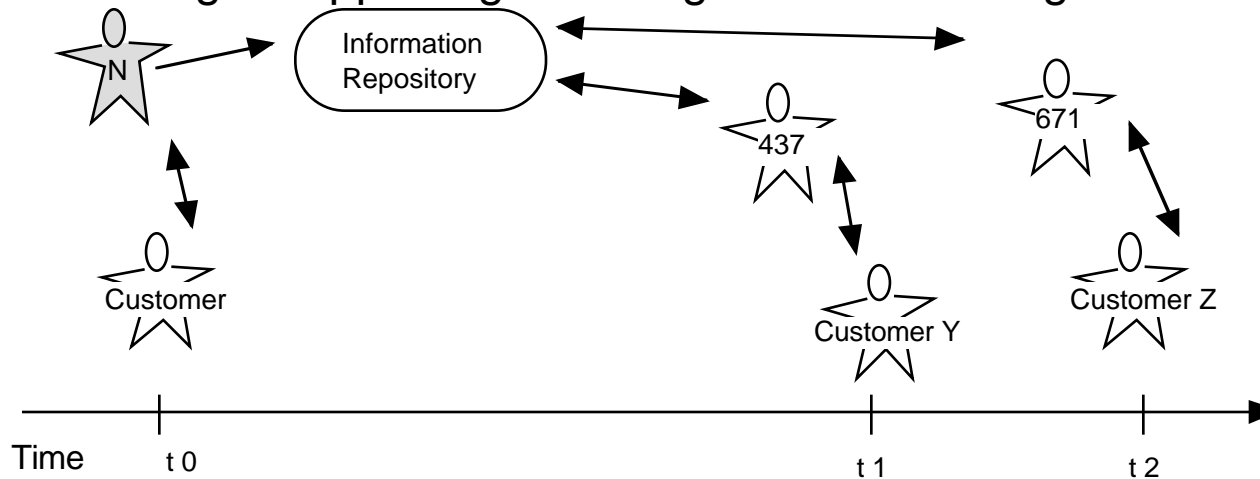 N
Information
Repository
437
671
Customer
Customer Y
Customer Z
Time
t 0
t 1
t 2